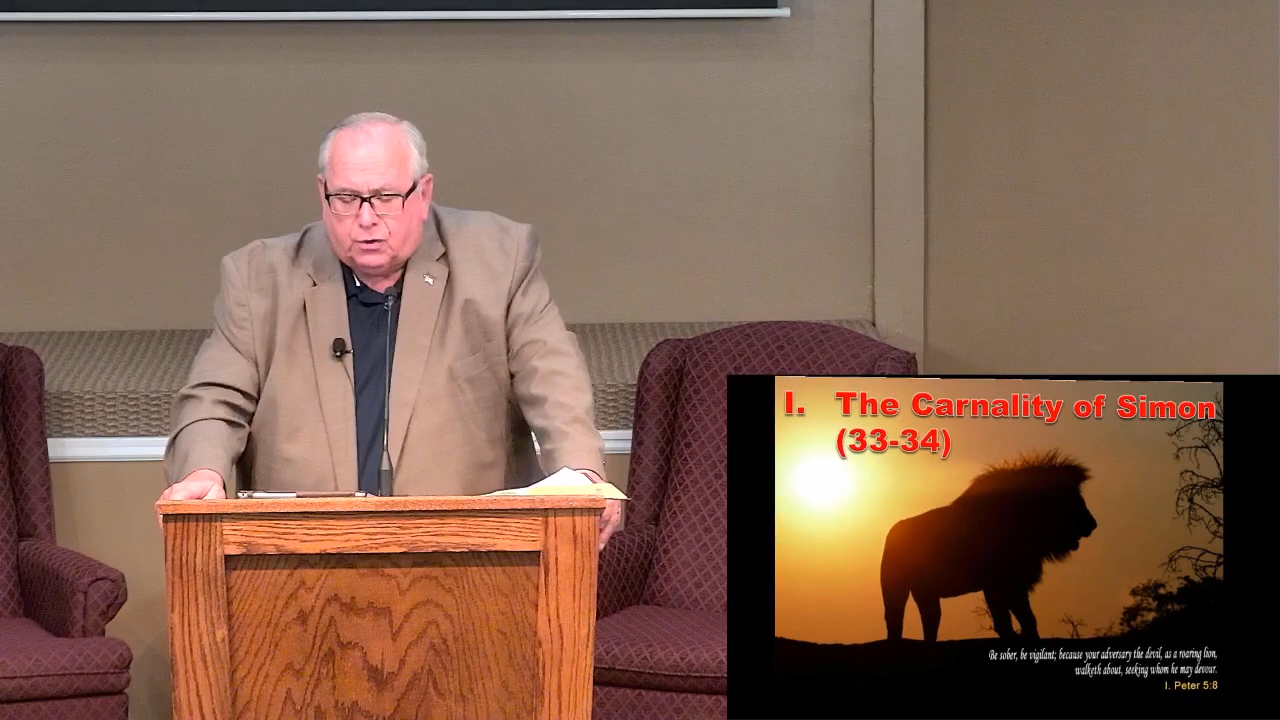 I. The Carnality of Simon
(33-34)
Be sober, be vigilant; because your adversary the devil, as a roaring lion,
walketh about, seeking whom he may devour.
I. Peter 5:8